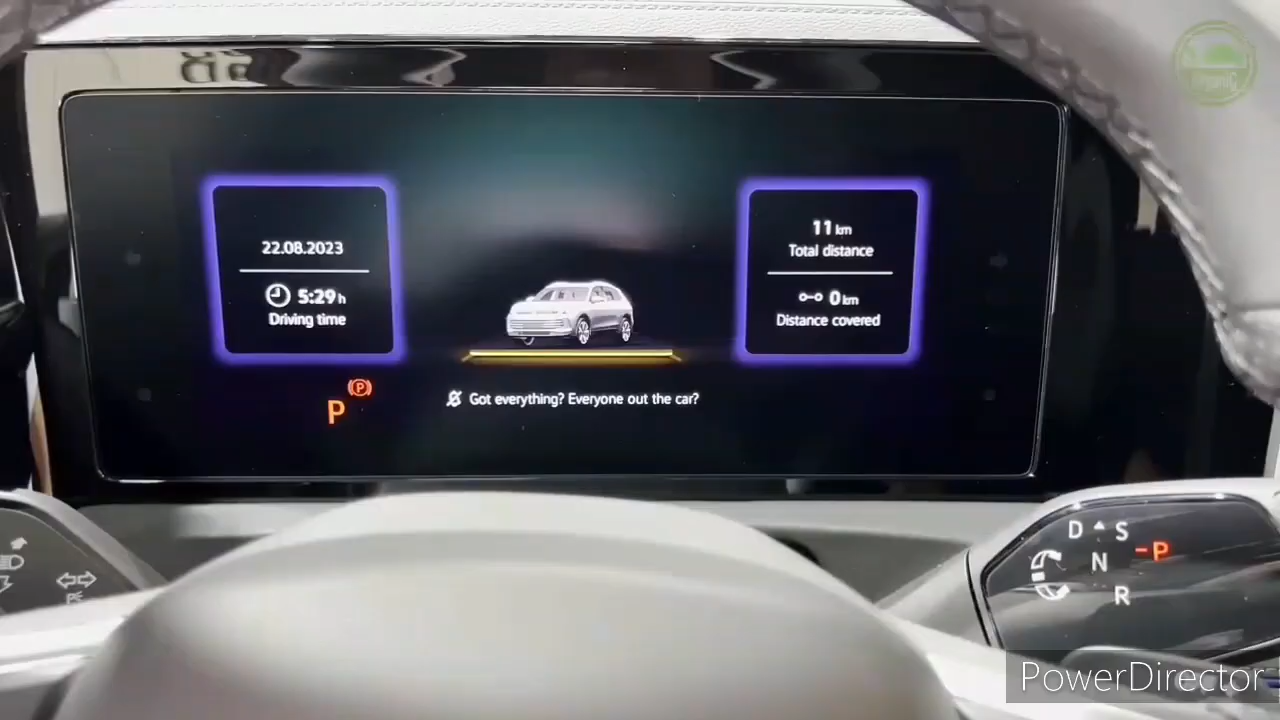 22.08.2023
5:29 h
Driving time
11 km
Total distance
0 km
Distance covered
P
(P)
Got everything? Everyone out the car?
D S
N
-P
R
PowerDirector